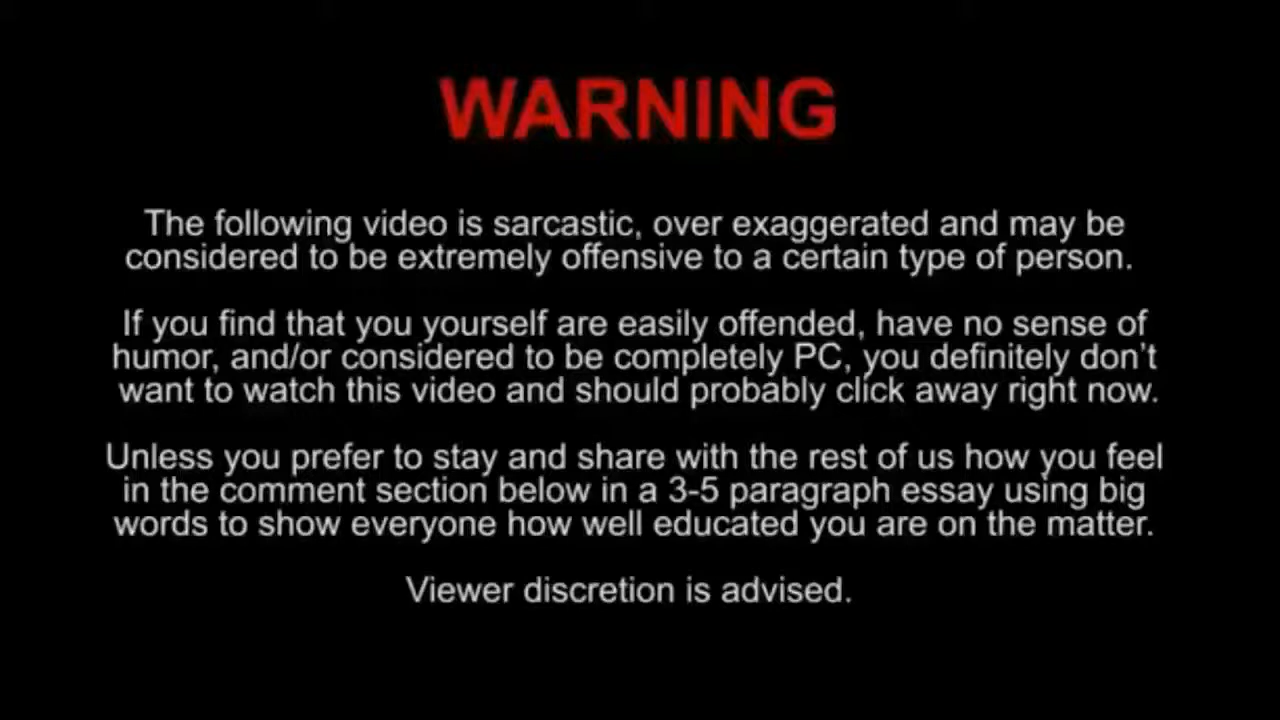 WARNING
The following video is sarcastic, over exaggerated and may be
considered to be extremely offensive to a certain type of person.
If you find that you yourself are easily offended, have no sense of
humor, and/or considered to be completely PC, you definitely don't
want to watch this video and should probably click away right now.
Unless you prefer to stay and share with the rest of us how you feel
in the comment section below in a 3-5 paragraph essay using big
words to show everyone how well educated you are on the matter.
Viewer discretion is advised.